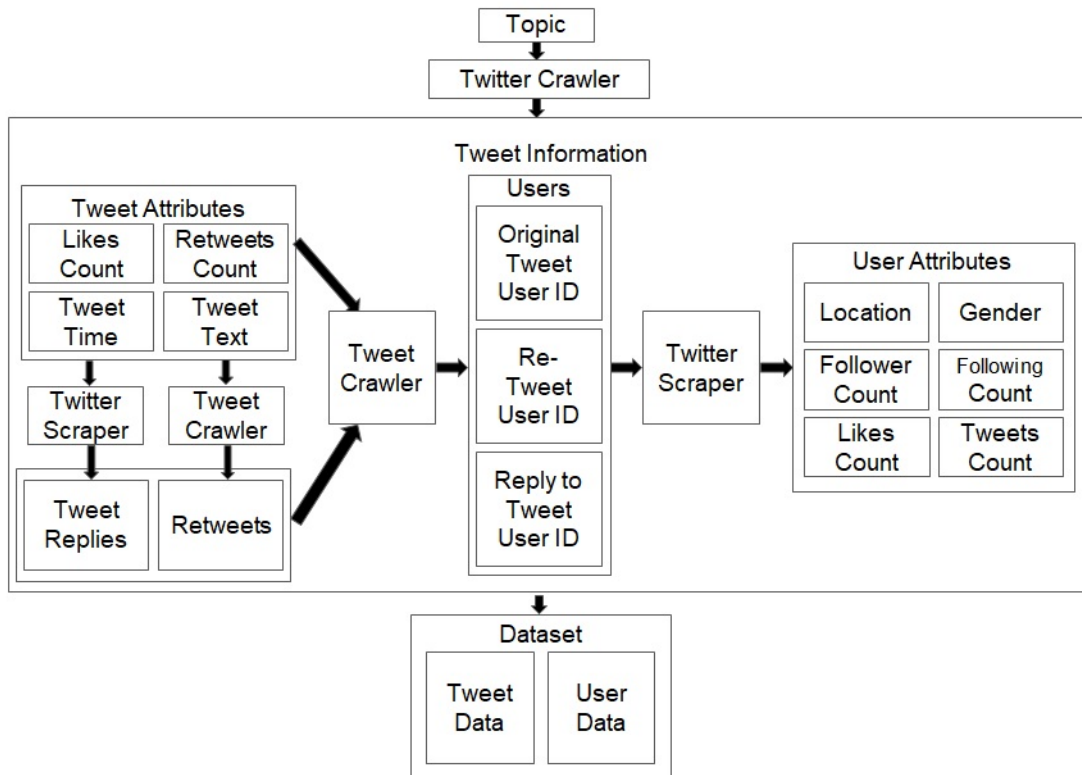 Topic
Twitter Crawler
Tweet Information
Tweet Attributes
Likes
Count
Retweets
Count
Tweet
Time
Tweet
Text
Twitter
Scraper
Tweet
Crawler
Tweet
Replies
Retweets
Tweet
Crawler
Users
Original
Tweet
User ID
Re-
Tweet
User ID
Reply to
Tweet
User ID
Twitter
Scraper
User Attributes
Location
Gender
Follower
Count
Following
Count
Likes
Count
Tweets
Count
Dataset
Tweet
Data
User
Data